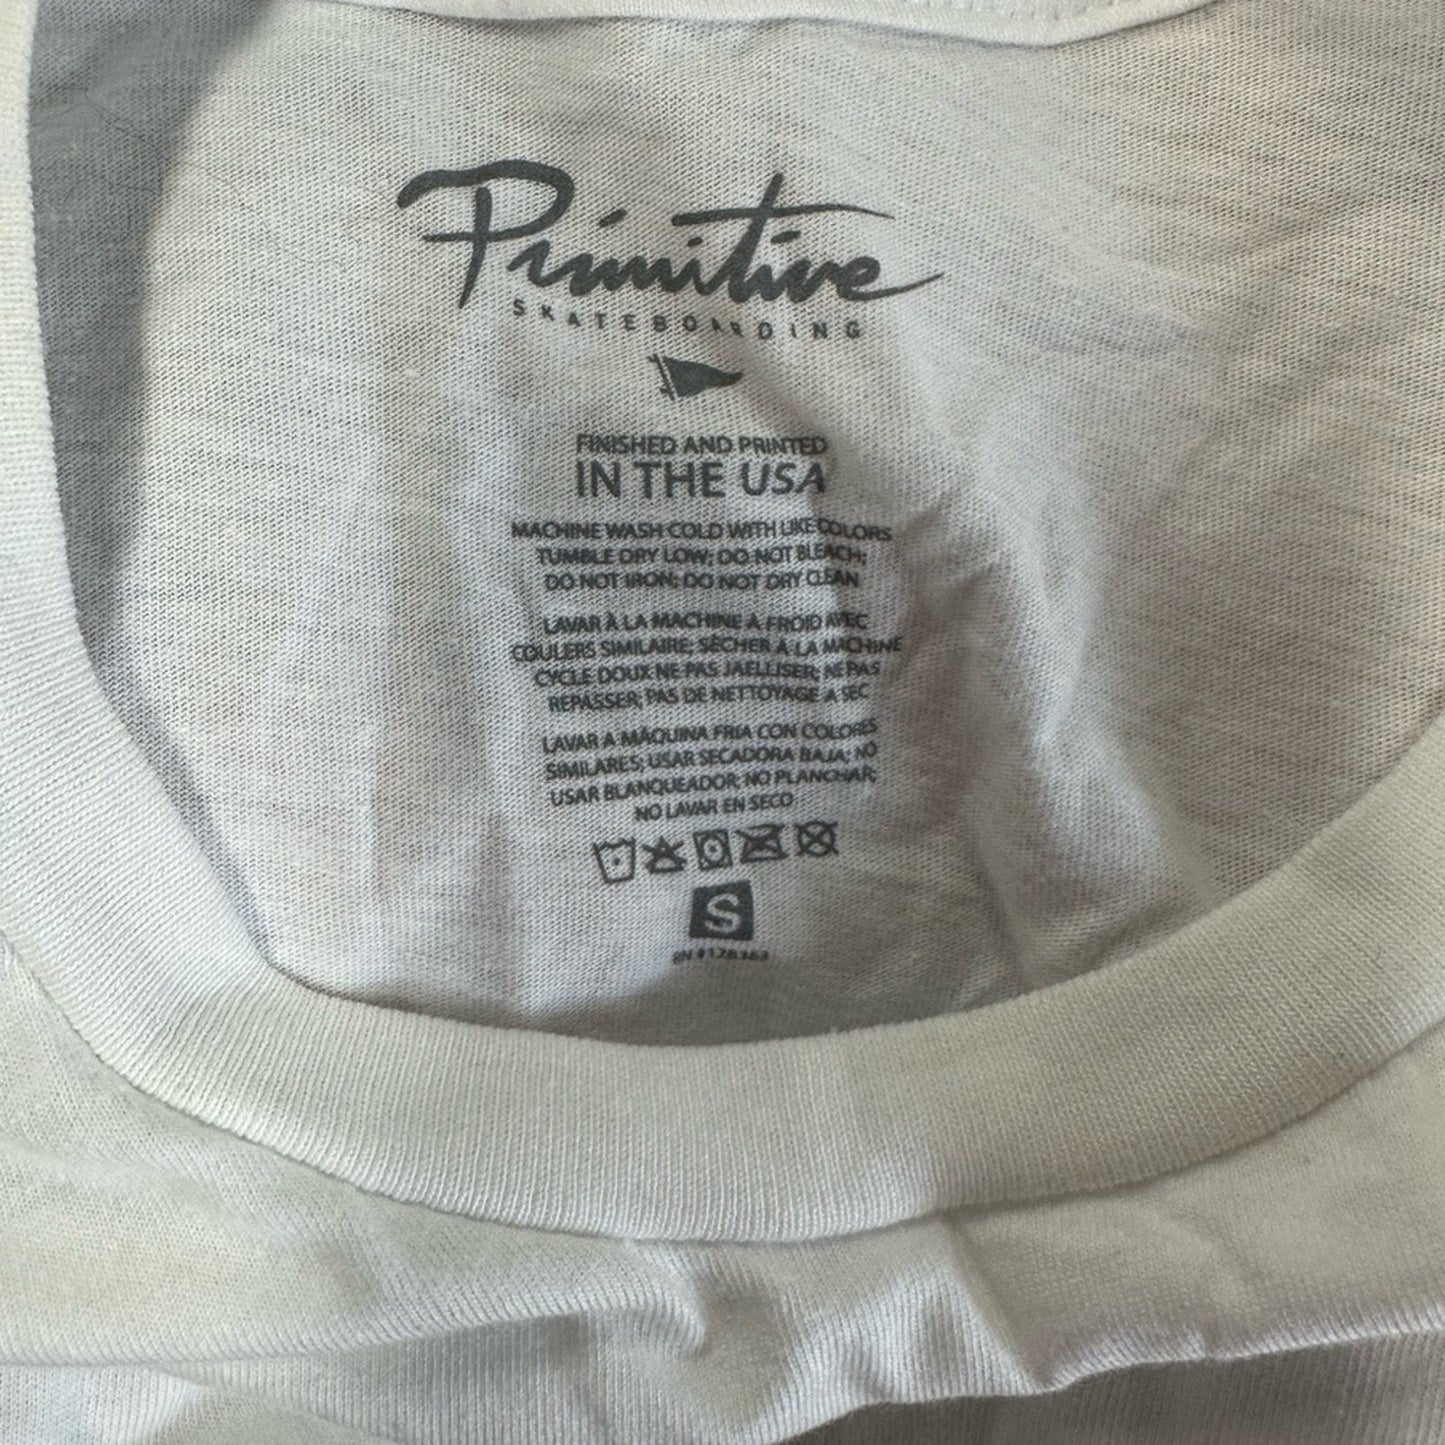 Primitive
SKATEBOARDING
FINISHED AND PRINTED
IN THE USA
MACHINE WASH COLD WITH LIKE COLORS
TUMBLE DRY LOW; DO NOT BLEACH;
DO NOT IRON; DO NOT DRY CLEAN
LAVAR À LA MACHINE À FROID AVEC
COULERS SIMILAIRE; SÈCHER À LA MACHINE
CYCLE DOUX NE PAS JAELLISER; NE PAS
REPASSER; PAS DE NETTOYAGE A SEC
LAVAR A MÀQUINA FRIA CON COLORES
SIMILARES; USAR SECADORA BAJA; NO
USAR BLANQUEADOR; NO PLANCHAR;
NO LAVAR EN SECO
S
RN #